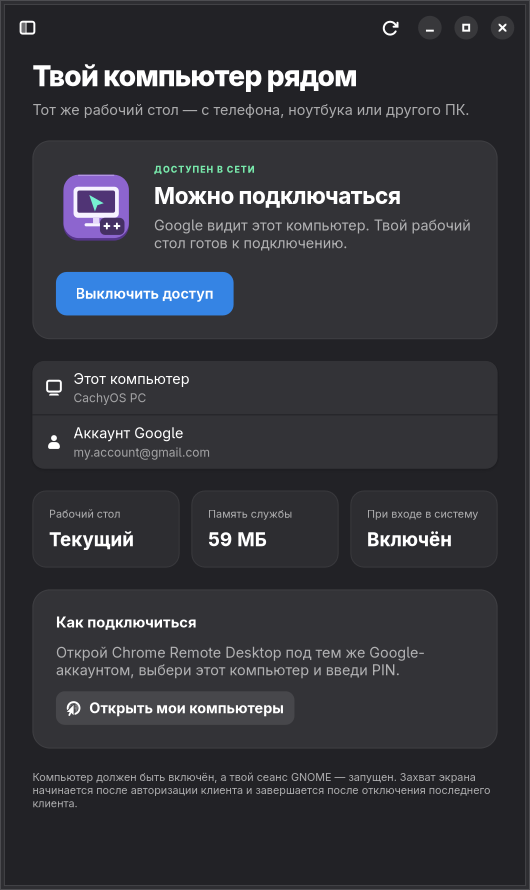 Твой компьютер рядом
Тот же рабочий стол — с телефона, ноутбука или другого ПК.
ДОСТУПЕН В СЕТИ
Можно подключаться
Google видит этот компьютер. Твой рабочий
стол готов к подключению.
Выключить доступ
Этот компьютер
CachyOS PC
Аккаунт Google
my.account@gmail.com
Рабочий стол
Текущий
Память службы
59 МБ
При входе в систему
Включён
Как подключиться
Открой Chrome Remote Desktop под тем же Google-
аккаунтом, выбери этот компьютер и введи PIN.
Открыть мои компьютеры
Компьютер должен быть включён, а твой сеанс GNOME — запущен. Захват экрана
начинается после авторизации клиента и завершается после отключения последнего
клиента.